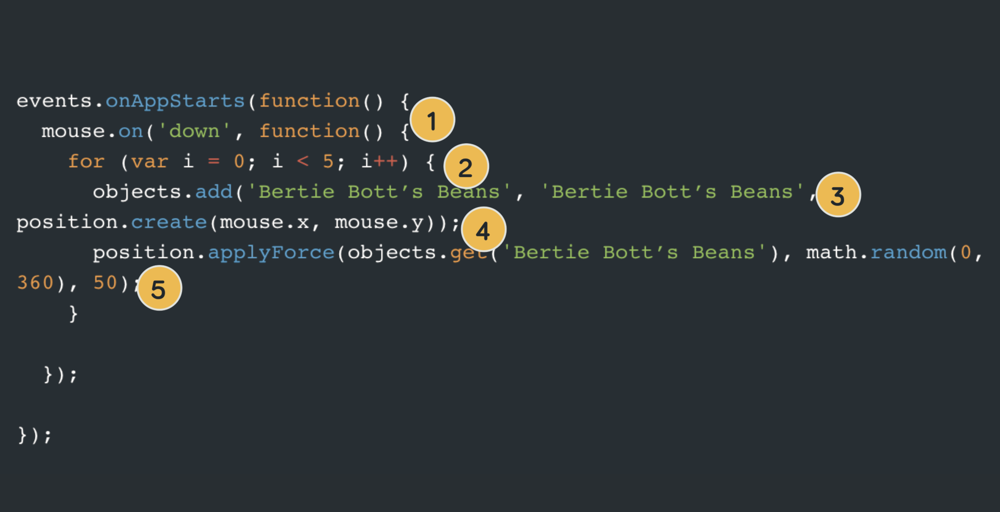 events.onAppStarts(function() {
1
mouse.on('down', function() {
for (var i = 0; i < 5; i++) {
2
objects.add('Bertie Bott’s Beans', 'Bertie Bott’s Beans',
3
position.create(mouse.x, mouse.y));
4
position.applyForce(objects.get('Bertie Bott’s Beans'), math.random(0,
360), 50);
5
}
});
});